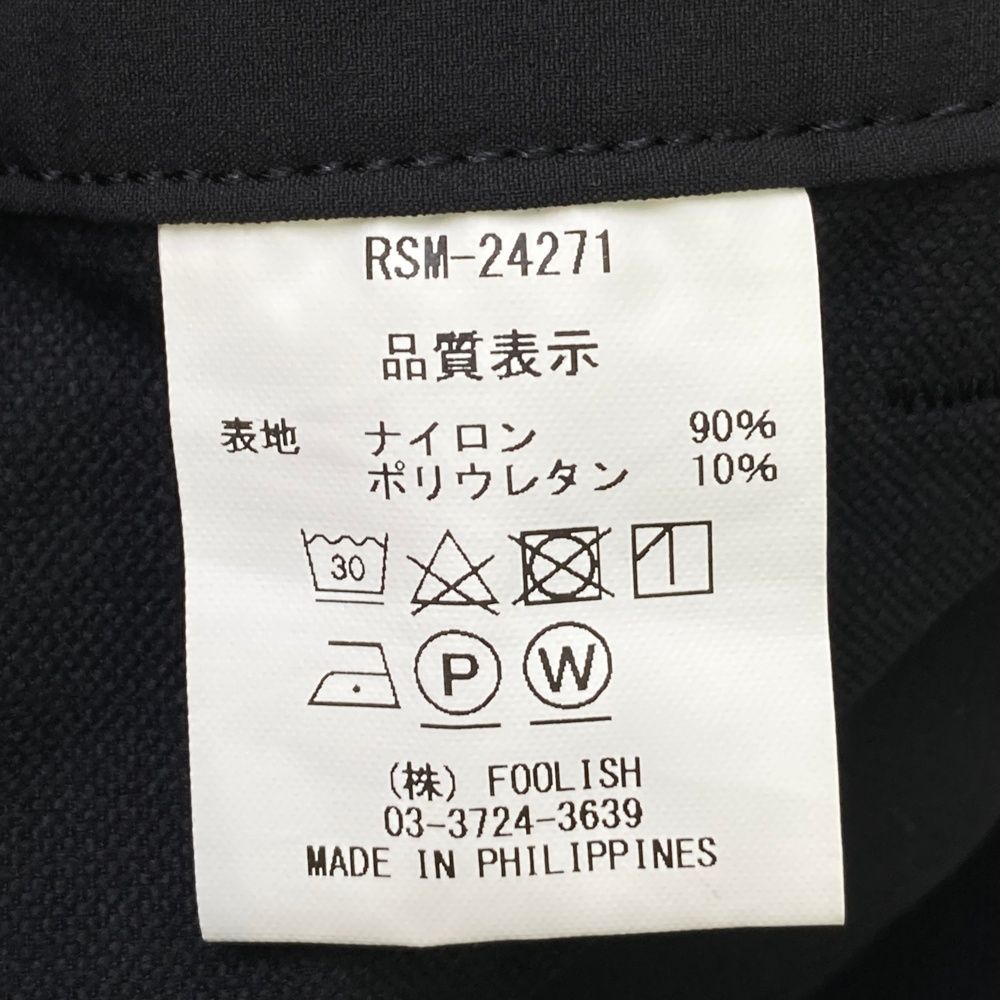 RSM-24271
品質表示
表地 ナイロン 90%
ポリウレタン 10%
30
P W
(株) FOOLISH
03-3724-3639
MADE IN PHILIPPINES